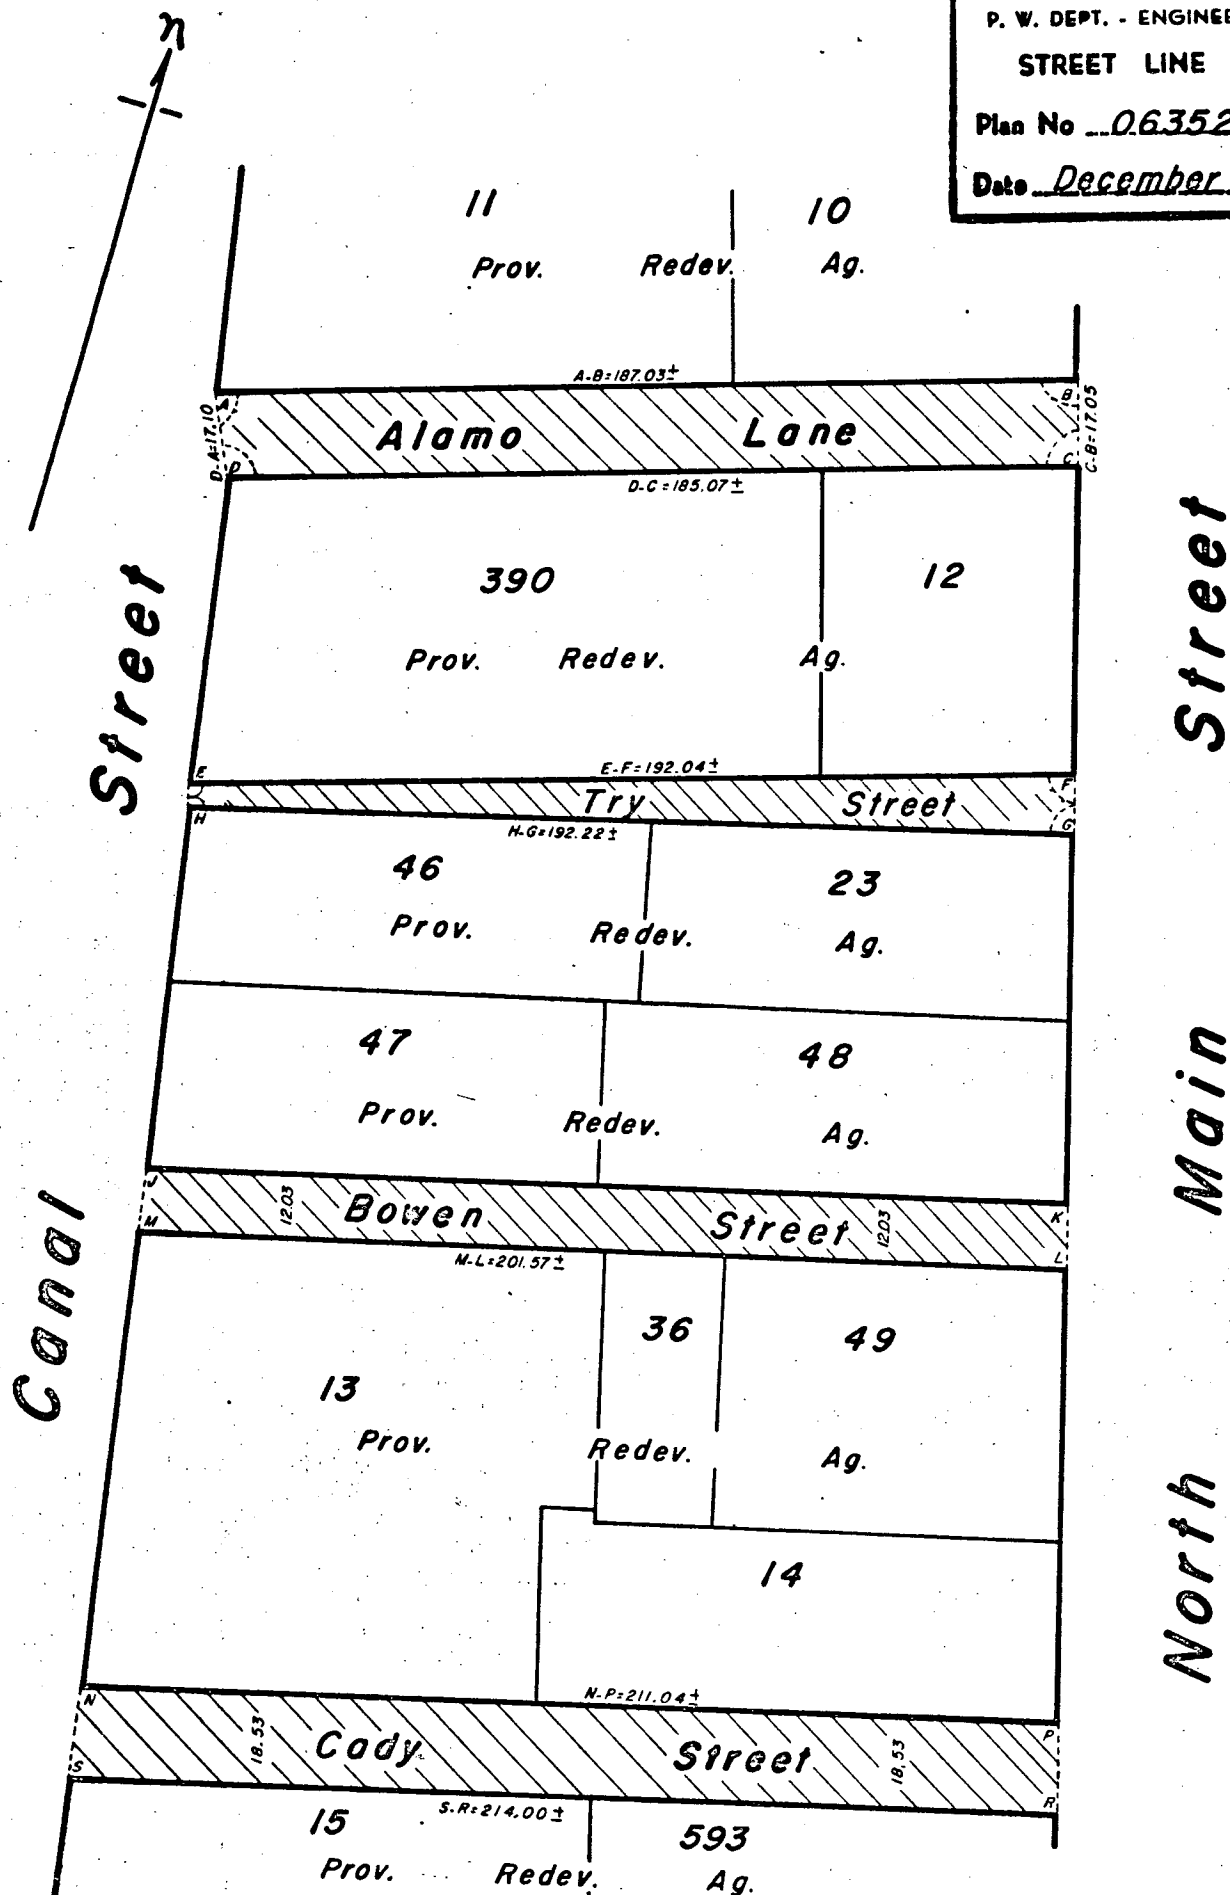 n
P. W. DEPT. - ENGINEE
STREET LINE
Plan No 06352
Date December
11
10
Prov. Redev. Ag.
A-B=187.03±
A
B
D-A=17.10
Alamo Lane
C-B=17.05
D
C
D-C=185.07±
390
12
Prov. Redev. Ag.
Street
Street
E-F=192.04±
E
F
Try Street
H
G
H-G=192.22±
46
23
Prov. Redev. Ag.
47
48
Prov. Redev. Ag.
Main
J
K
12.03
Bowen Street
12.03
M
L
M-L=201.57±
Canal
36
49
13
Prov. Redev. Ag.
14
North
N-P=211.04±
N
P
18.53
Cady Street
18.53
S
R
S-R=214.00±
15
593
Prov. Redev. Ag.